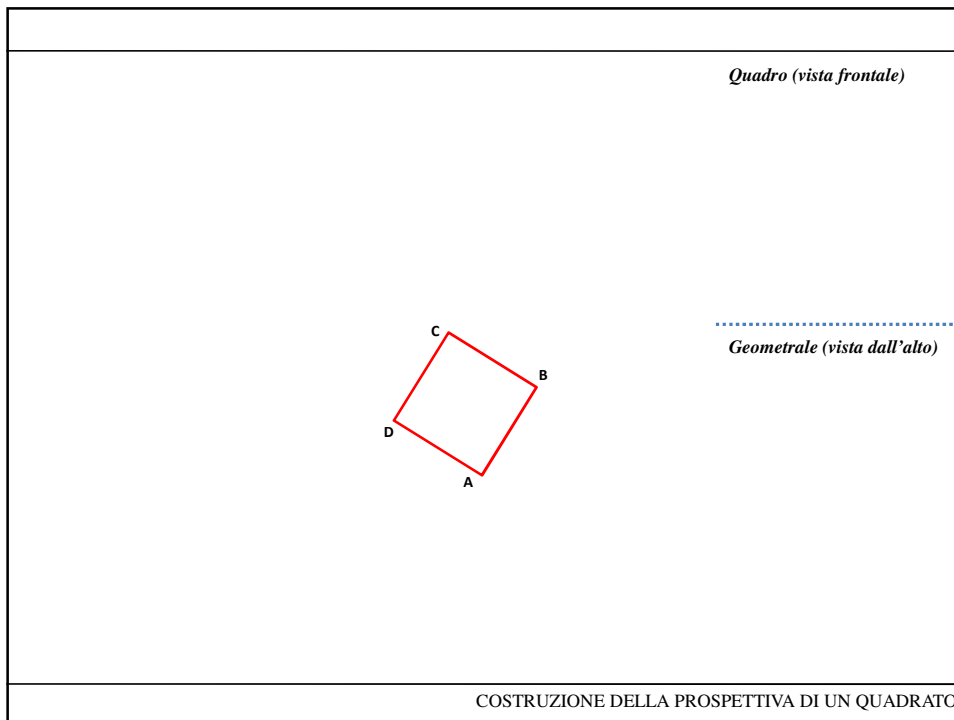 Quadro (vista frontale)
C
Geometrale (vista dall'alto)
B
D
A
COSTRUZIONE DELLA PROSPETTIVA DI UN QUADRATO